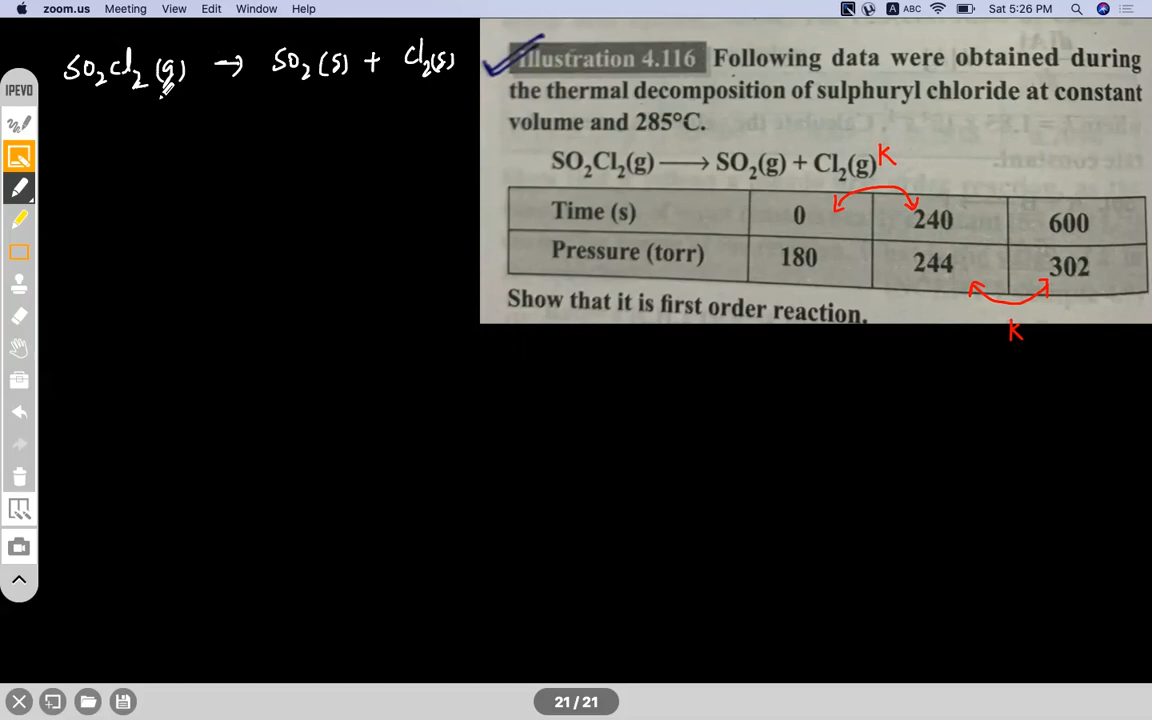 zoom.us Meeting View Edit Window Help ABC Sat 5:26 PM
IPEVO
SO₂Cl₂ (g) → SO₂ (s) + Cl₂(s)
Illustration 4.116 Following data were obtained during
the thermal decomposition of sulphuryl chloride at constant
volume and 285°C.
SO₂Cl₂(g) ⟶ SO₂(g) + Cl₂(g) K
Time (s) 0 240 600
Pressure (torr) 180 244 302
Show that it is first order reaction.
K
21 / 21